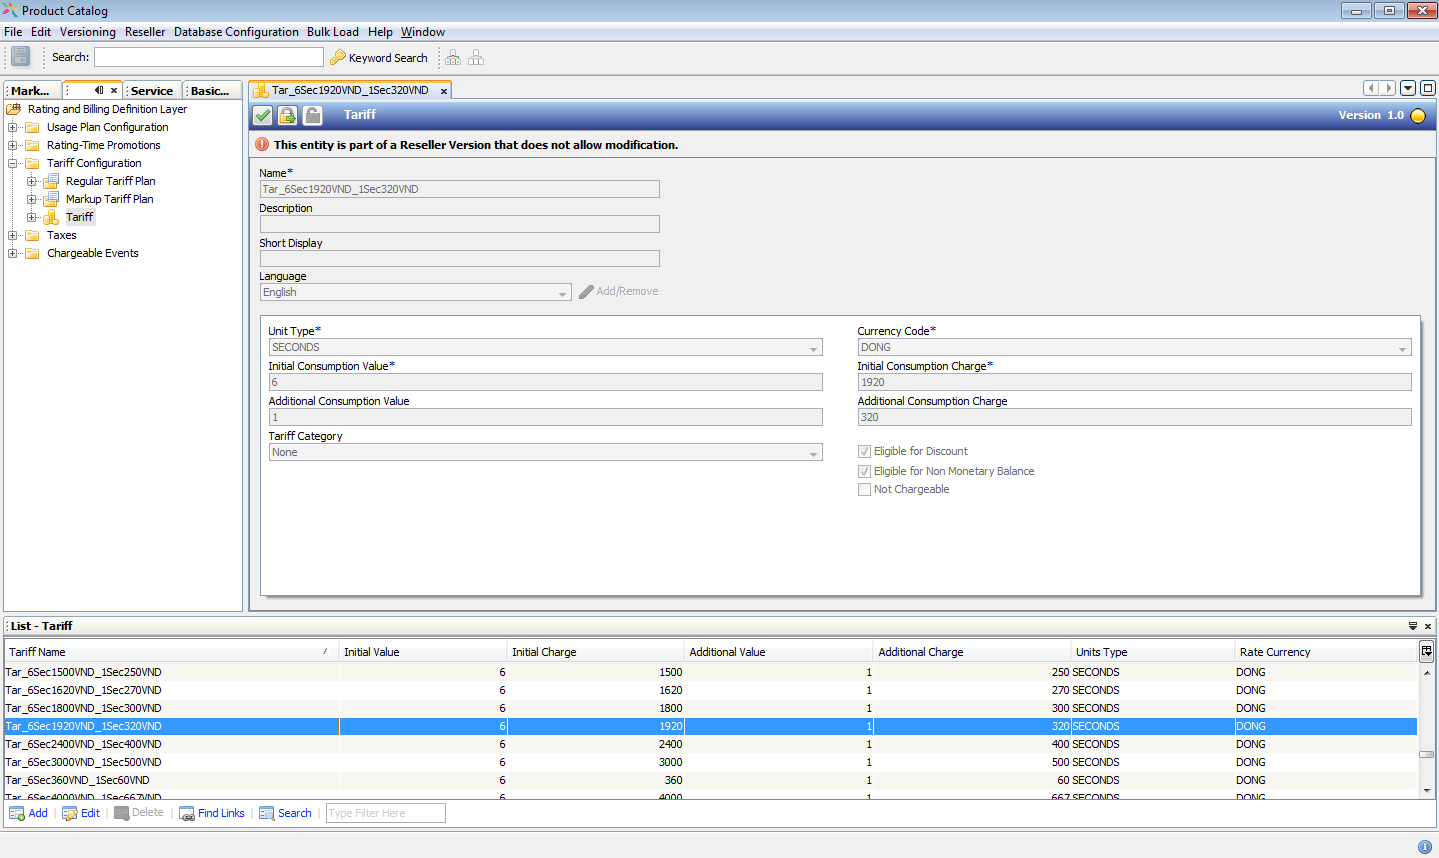 Product Catalog
File Edit Versioning Reseller Database Configuration Bulk Load Help Window
Search: Keyword Search
Mark... Service Basic...
Tar_6Sec1920VND_1Sec320VND
Rating and Billing Definition Layer
Usage Plan Configuration
Rating-Time Promotions
Tariff Configuration
Regular Tariff Plan
Markup Tariff Plan
Tariff
Taxes
Chargeable Events
Tariff Version 1.0
This entity is part of a Reseller Version that does not allow modification.
Name*
Tar_6Sec1920VND_1Sec320VND
Description
Short Display
Language
English Add/Remove
Unit Type* Currency Code*
SECONDS DONG
Initial Consumption Value* Initial Consumption Charge*
6 1920
Additional Consumption Value Additional Consumption Charge
1 320
Tariff Category
None Eligible for Discount
Eligible for Non Monetary Balance
Not Chargeable
List - Tariff
Tariff Name Initial Value Initial Charge Additional Value Additional Charge Units Type Rate Currency
Tar_6Sec1500VND_1Sec250VND 6 1500 1 250 SECONDS DONG
Tar_6Sec1620VND_1Sec270VND 6 1620 1 270 SECONDS DONG
Tar_6Sec1800VND_1Sec300VND 6 1800 1 300 SECONDS DONG
Tar_6Sec1920VND_1Sec320VND 6 1920 1 320 SECONDS DONG
Tar_6Sec2400VND_1Sec400VND 6 2400 1 400 SECONDS DONG
Tar_6Sec3000VND_1Sec500VND 6 3000 1 500 SECONDS DONG
Tar_6Sec360VND_1Sec60VND 6 360 1 60 SECONDS DONG
Tar_6Sec4000VND_1Sec667VND 6 4000 1 667 SECONDS DONG
Add Edit Delete Find Links Search Type Filter Here